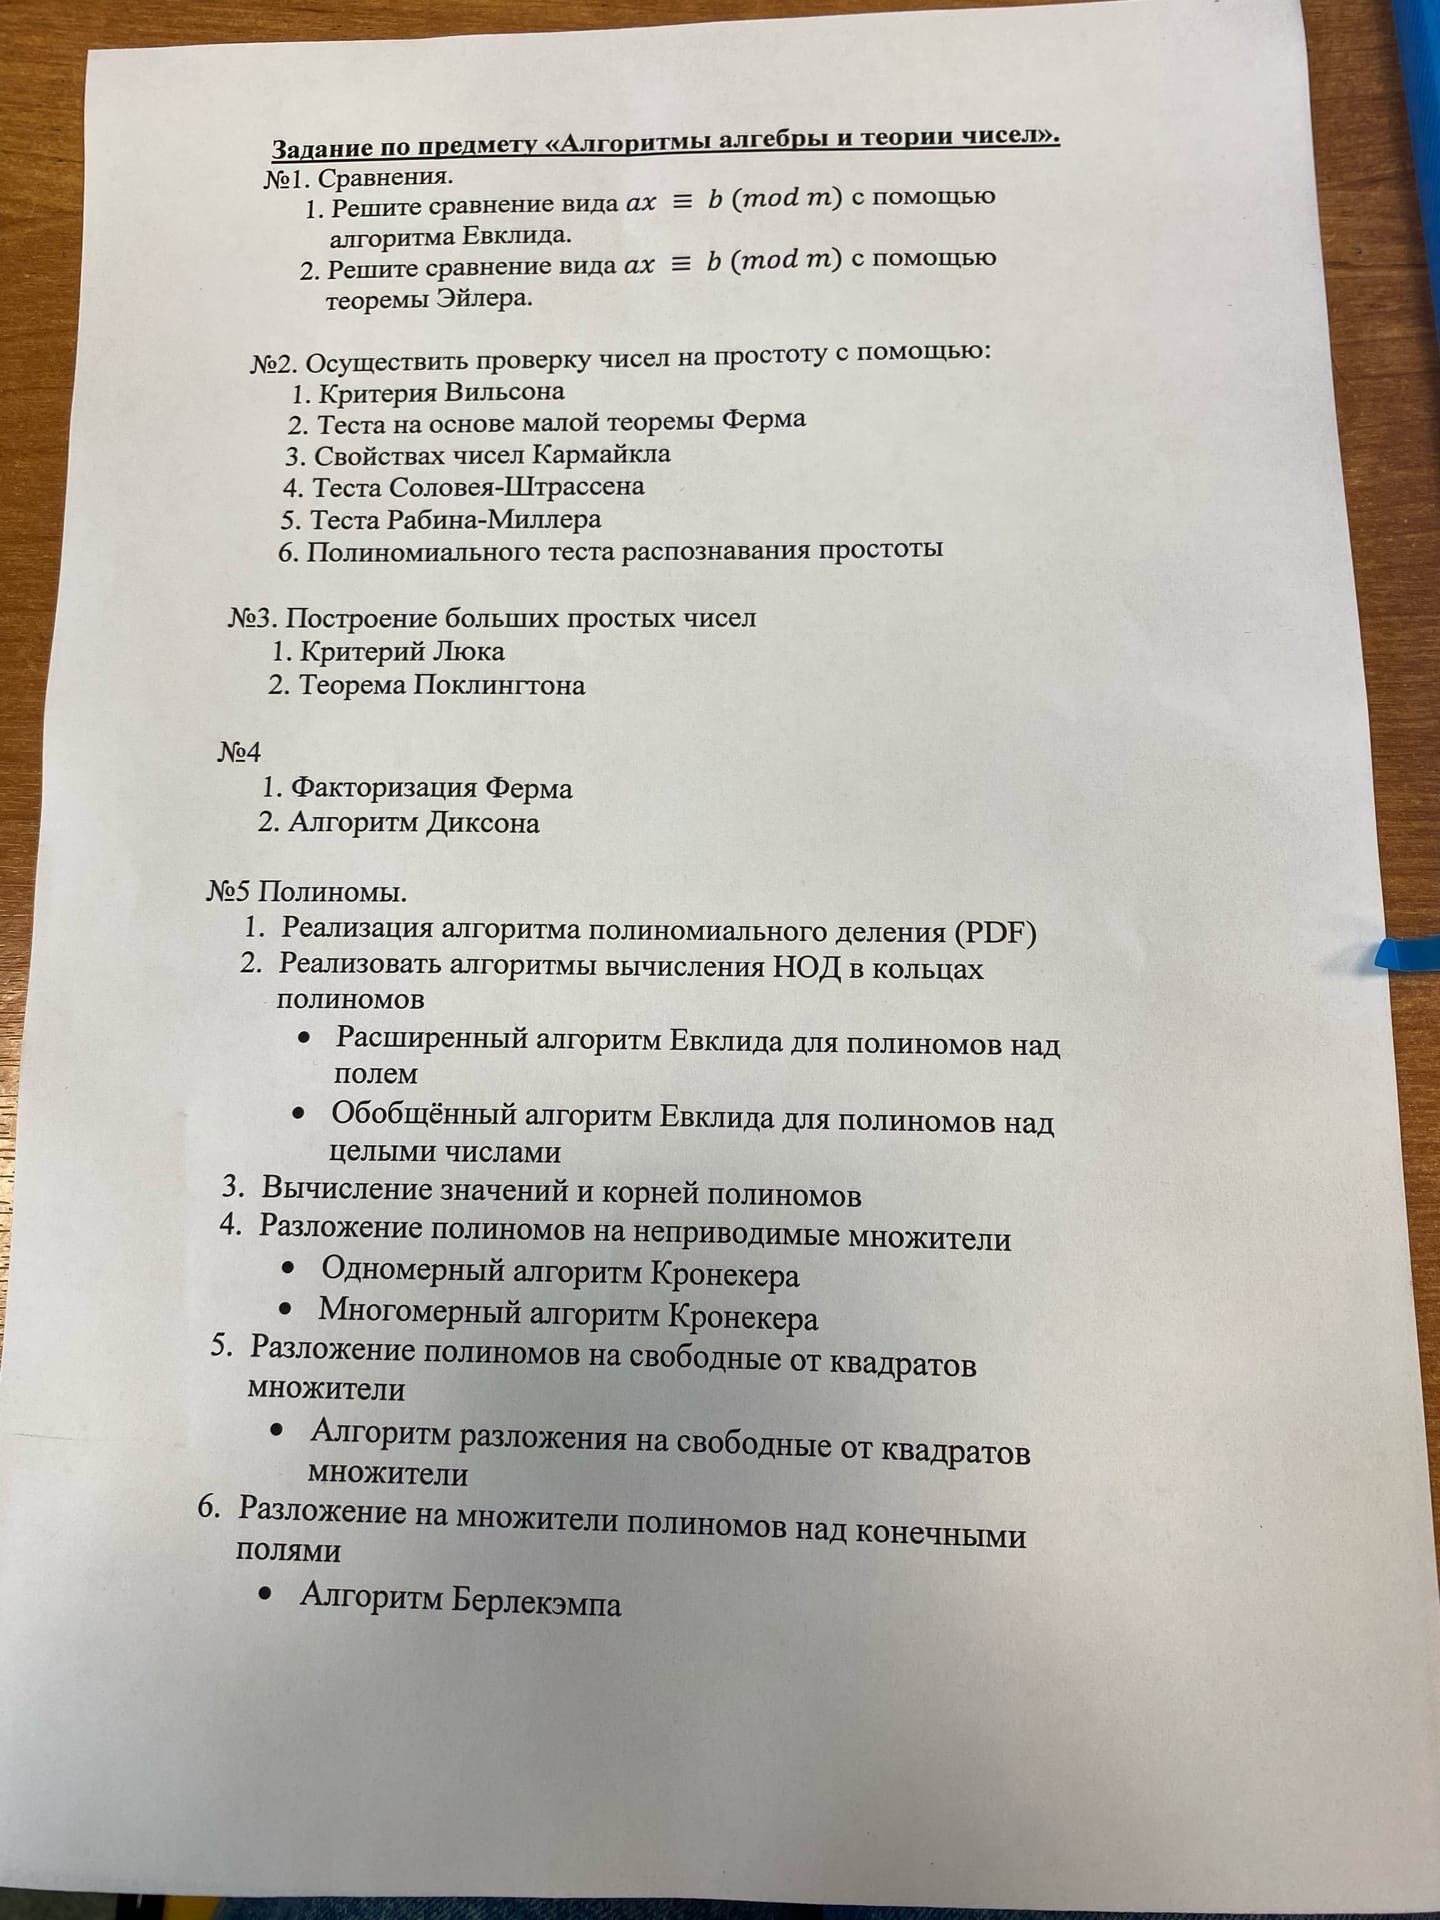 Задание по предмету «Алгоритмы алгебры и теории чисел».
№1. Сравнения.
1. Решите сравнение вида ax ≡ b (mod m) с помощью
алгоритма Евклида.
2. Решите сравнение вида ax ≡ b (mod m) с помощью
теоремы Эйлера.
№2. Осуществить проверку чисел на простоту с помощью:
1. Критерия Вильсона
2. Теста на основе малой теоремы Ферма
3. Свойствах чисел Кармайкла
4. Теста Соловея-Штрассена
5. Теста Рабина-Миллера
6. Полиномиального теста распознавания простоты
№3. Построение больших простых чисел
1. Критерий Люка
2. Теорема Поклингтона
№4
1. Факторизация Ферма
2. Алгоритм Диксона
№5 Полиномы.
1. Реализация алгоритма полиномиального деления (PDF)
2. Реализовать алгоритмы вычисления НОД в кольцах
полиномов
• Расширенный алгоритм Евклида для полиномов над
полем
• Обобщённый алгоритм Евклида для полиномов над
целыми числами
3. Вычисление значений и корней полиномов
4. Разложение полиномов на неприводимые множители
• Одномерный алгоритм Кронекера
• Многомерный алгоритм Кронекера
5. Разложение полиномов на свободные от квадратов
множители
• Алгоритм разложения на свободные от квадратов
множители
6. Разложение на множители полиномов над конечными
полями
• Алгоритм Берлекэмпа